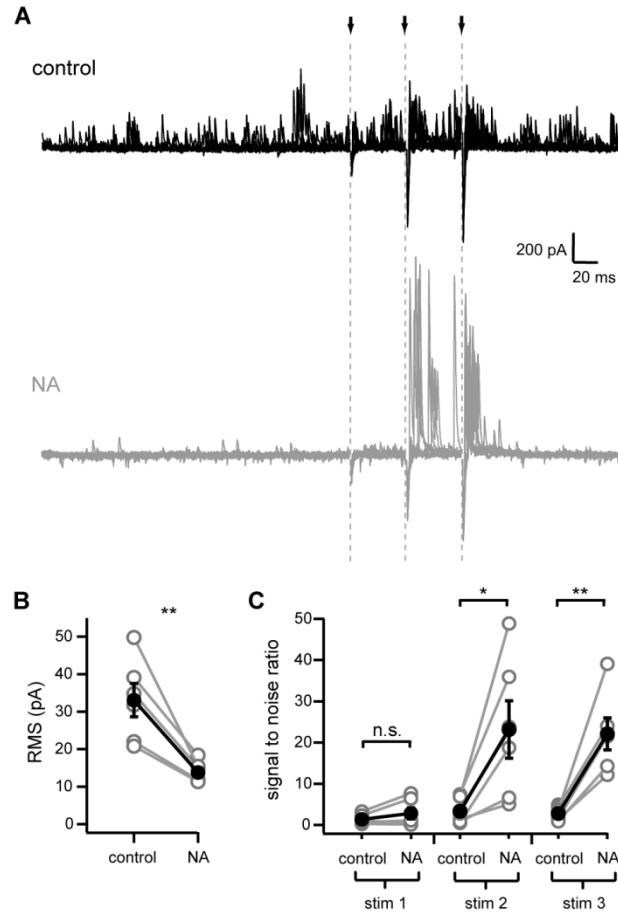 A
control
200 pA
20 ms
NA
B
**
RMS (pA)
50
40
30
20
10
0
control NA
C
* **
n.s.
signal to noise ratio
50
40
30
20
10
0
control NA control NA control NA
stim 1 stim 2 stim 3